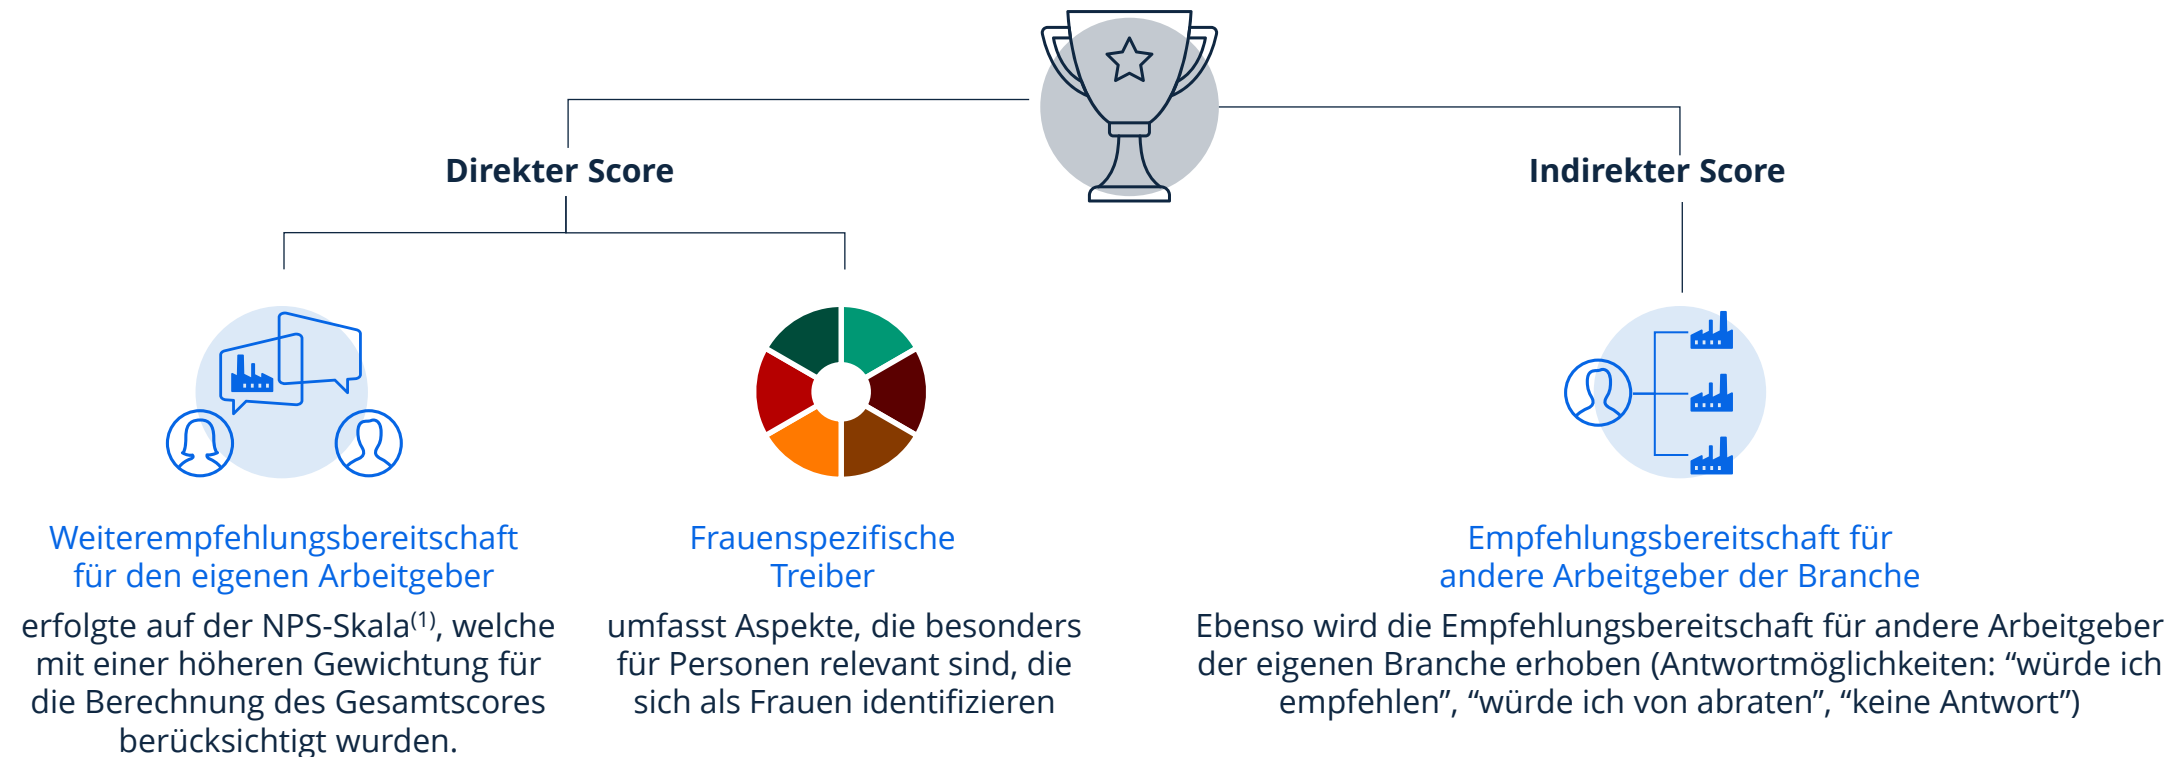 Direkter Score
Indirekter Score
Weiterempfehlungsbereitschaft
für den eigenen Arbeitgeber
erfolgte auf der NPS-Skala⁽¹⁾, welche
mit einer höheren Gewichtung für
die Berechnung des Gesamtscores
berücksichtigt wurden.
Frauenspezifische
Treiber
umfasst Aspekte, die besonders
für Personen relevant sind, die
sich als Frauen identifizieren
Empfehlungsbereitschaft für
andere Arbeitgeber der Branche
Ebenso wird die Empfehlungsbereitschaft für andere Arbeitgeber
der eigenen Branche erhoben (Antwortmöglichkeiten: “würde ich
empfehlen”, “würde ich von abraten”, “keine Antwort”)